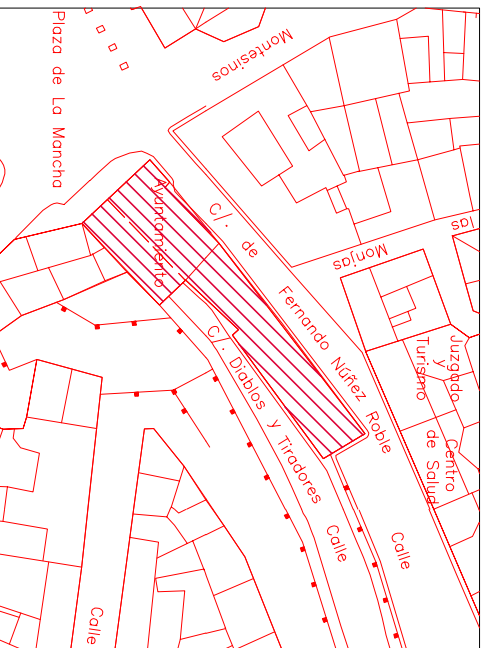 Plaza de La Mancha
Montesinos
Ayuntamiento
C/. de Fernando Núñez Roble
las
Monjas
Juzgado
y
Turismo
Centro
de Salud
C/. Diablos y Tiradores
Calle
Calle
Calle